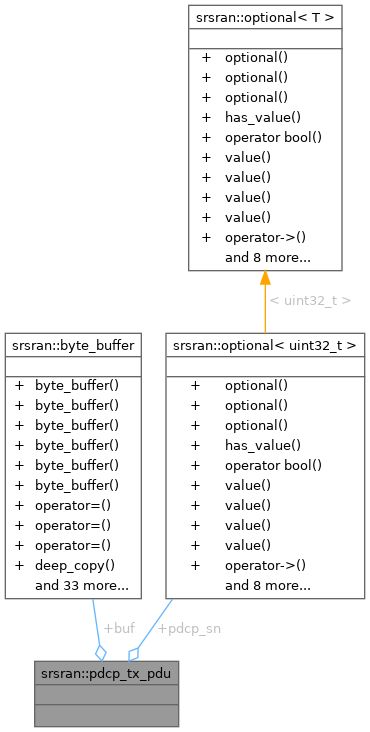 srsran::optional< T >
+ optional()
+ optional()
+ optional()
+ has_value()
+ operator bool()
+ value()
+ value()
+ value()
+ value()
+ operator->()
and 8 more...
< uint32_t >
srsran::byte_buffer
+ byte_buffer()
+ byte_buffer()
+ byte_buffer()
+ byte_buffer()
+ byte_buffer()
+ byte_buffer()
+ operator=()
+ operator=()
+ operator=()
+ deep_copy()
and 33 more...
srsran::optional< uint32_t >
+ optional()
+ optional()
+ optional()
+ has_value()
+ operator bool()
+ value()
+ value()
+ value()
+ value()
+ operator->()
and 8 more...
+buf
+pdcp_sn
srsran::pdcp_tx_pdu